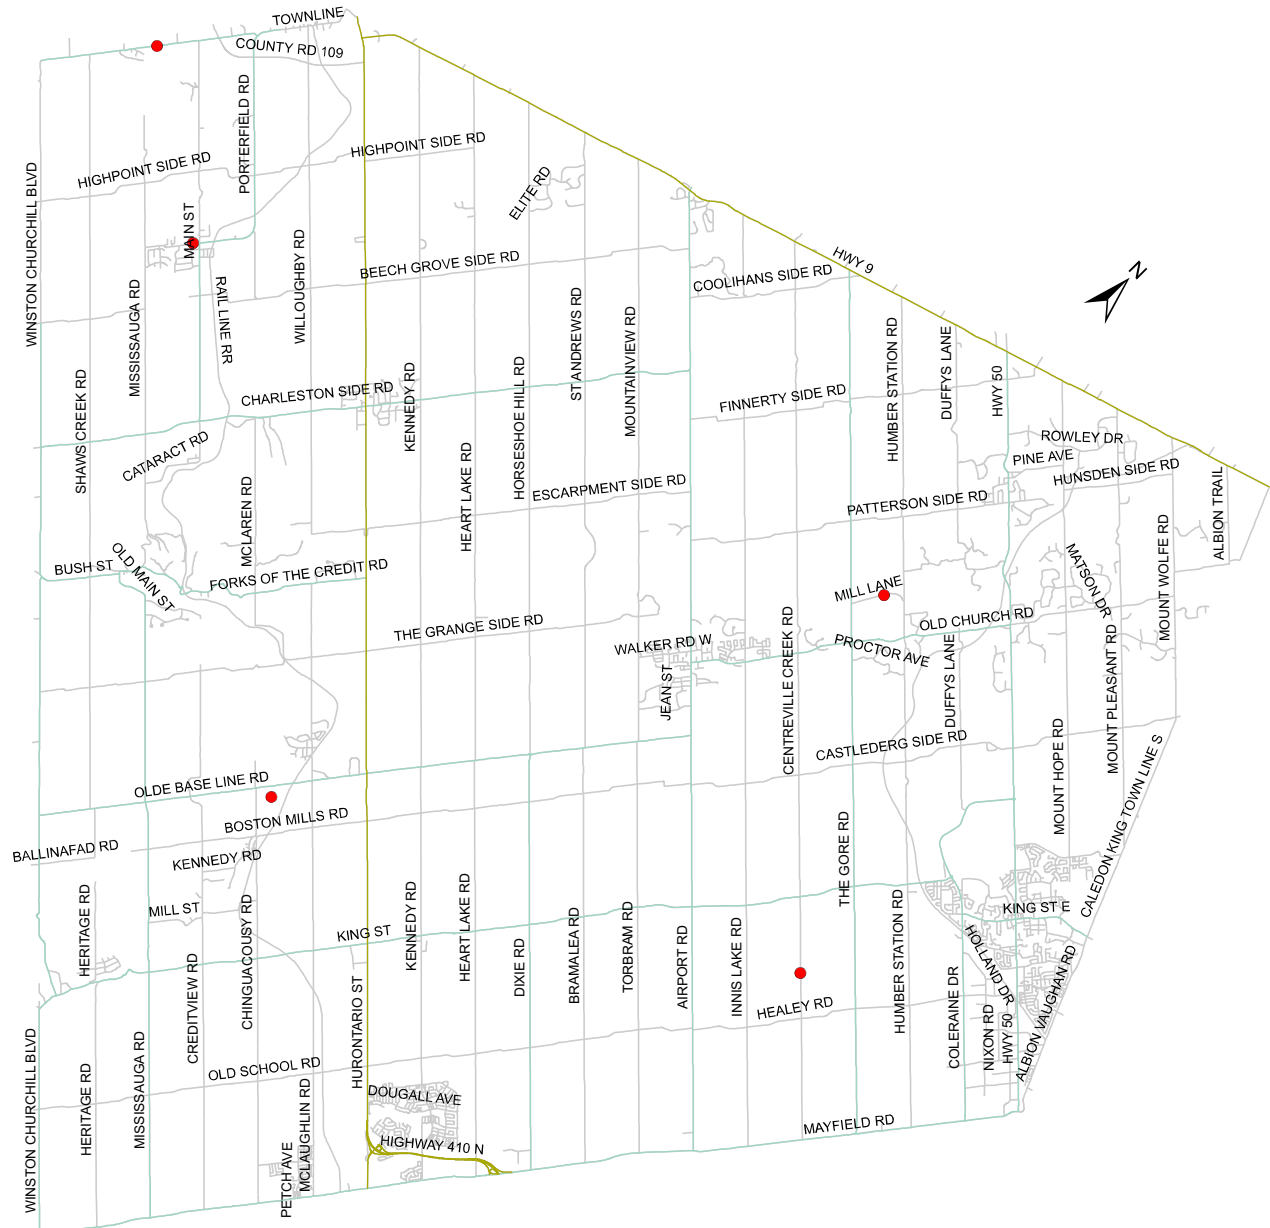 TOWNLINE
COUNTY RD 109
HIGHPOINT SIDE RD
HIGHPOINT SIDE RD
PORTERFIELD RD
WINSTON CHURCHILL BLVD
ELITE RD
MAIN ST
WILLOUGHBY RD
BEECH GROVE SIDE RD
HWY 9
N
COOLIHANS SIDE RD
MISSISSAUGA RD
RAIL LINE RR
ST ANDREWS RD
MOUNTAINVIEW RD
HUMBER STATION RD
DUFFYS LANE
HWY 50
SHAWS CREEK RD
CHARLESTON SIDE RD
KENNEDY RD
HORSESHOE HILL RD
FINNERTY SIDE RD
CATARACT RD
HEART LAKE RD
ROWLEY DR
PINE AVE
HUNSDEN SIDE RD
ESCARPMENT SIDE RD
PATTERSON SIDE RD
ALBION TRAIL
MCLAREN RD
BUSH ST
OLD MAIN ST
FORKS OF THE CREDIT RD
MATSON DR
MOUNT WOLFE RD
MILL LANE
OLD CHURCH RD
THE GRANGE SIDE RD
WALKER RD W
PROCTOR AVE
CENTREVILLE CREEK RD
JEAN ST
DUFFYS LANE
MOUNT PLEASANT RD
CASTLEDERG SIDE RD
MOUNT HOPE RD
OLDE BASE LINE RD
BOSTON MILLS RD
BALLINAFAD RD
KENNEDY RD
THE GORE RD
CALEDON KING TOWN LINE S
HERITAGE RD
MILL ST
CHINGUACOUSY RD
KING ST
KENNEDY RD
HEART LAKE RD
DIXIE RD
BRAMALEA RD
TORBRAM RD
AIRPORT RD
INNIS LAKE RD
HUMBER STATION RD
KING ST E
HOLLAND DR
CREDITVIEW RD
HURONTARIO ST
HEALEY RD
COLERAINE DR
NIXON RD
HWY 50
ALBION VAUGHAN RD
WINSTON CHURCHILL BLVD
HERITAGE RD
MISSISSAUGA RD
OLD SCHOOL RD
DOUGALL AVE
MCLAUGHLIN RD
PETCH AVE
HIGHWAY 410 N
MAYFIELD RD